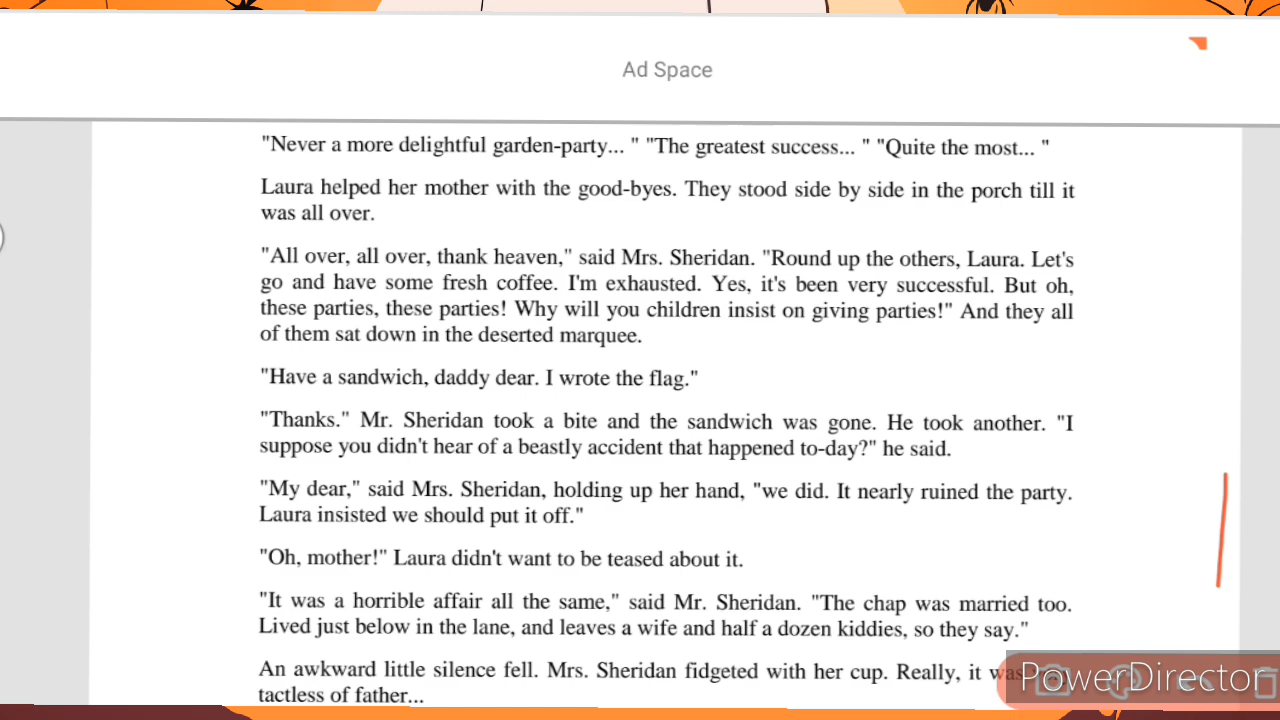 Ad Space
"Never a more delightful garden-party... " "The greatest success... " "Quite the most... "
Laura helped her mother with the good-byes. They stood side by side in the porch till it
was all over.
"All over, all over, thank heaven," said Mrs. Sheridan. "Round up the others, Laura. Let's
go and have some fresh coffee. I'm exhausted. Yes, it's been very successful. But oh,
these parties, these parties! Why will you children insist on giving parties!" And they all
of them sat down in the deserted marquee.
"Have a sandwich, daddy dear. I wrote the flag."
"Thanks." Mr. Sheridan took a bite and the sandwich was gone. He took another. "I
suppose you didn't hear of a beastly accident that happened to-day?" he said.
"My dear," said Mrs. Sheridan, holding up her hand, "we did. It nearly ruined the party.
Laura insisted we should put it off."
"Oh, mother!" Laura didn't want to be teased about it.
"It was a horrible affair all the same," said Mr. Sheridan. "The chap was married too.
Lived just below in the lane, and leaves a wife and half a dozen kiddies, so they say."
An awkward little silence fell. Mrs. Sheridan fidgeted with her cup. Really, it was
tactless of father...
PowerDirector